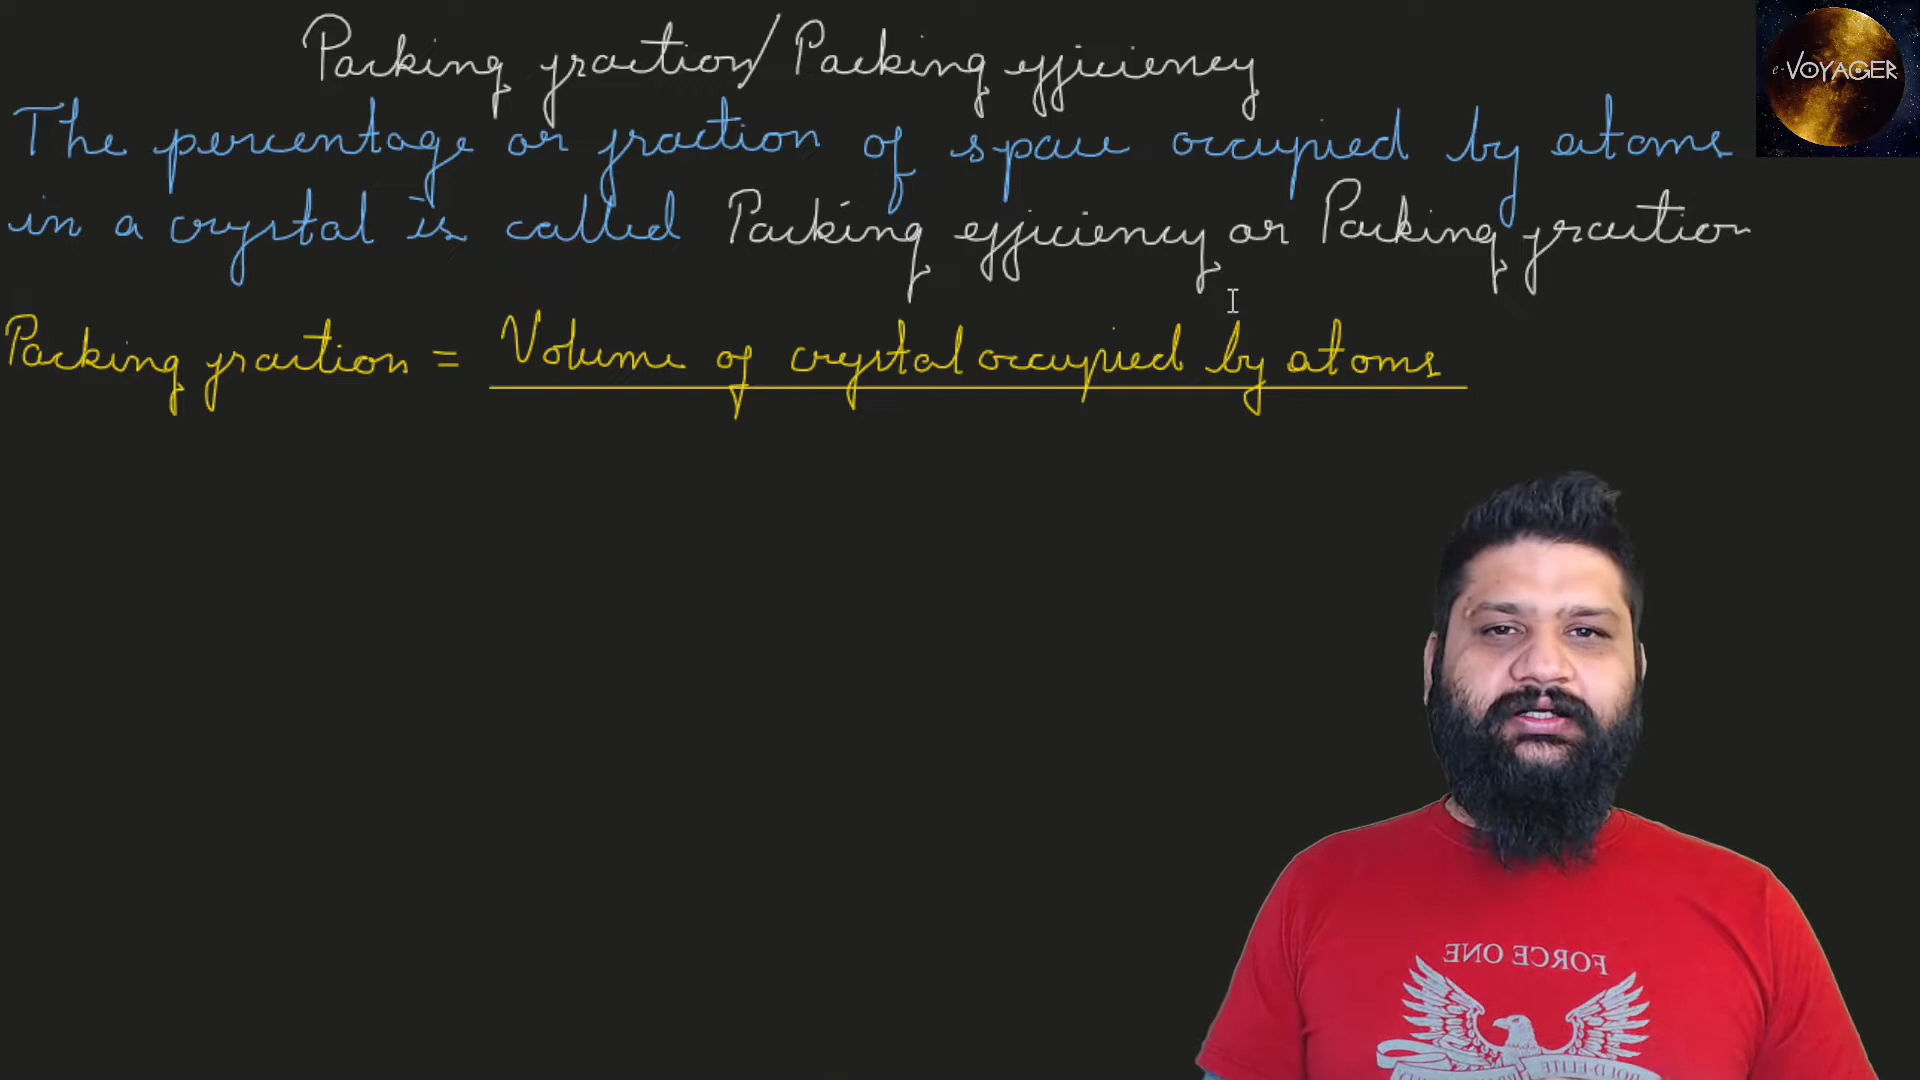 Packing fraction/Packing efficiency
e-VOYAGER
The percentage or fraction of space occupied by atoms
in a crystal is called Packing efficiency or Packing fraction
Packing fraction = Volume of crystal occupied by atoms
FORCE ONE